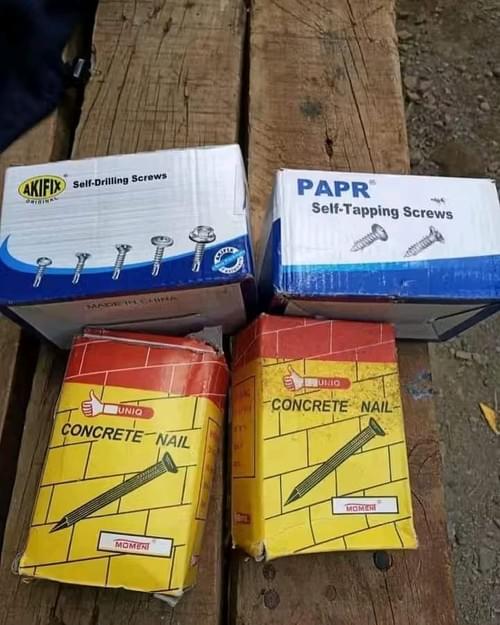 AKIFIX
ORIGINAL
Self-Drilling Screws
MADE IN CHINA
PAPR
Self-Tapping Screws
UNIQ
CONCRETE NAIL
MOMENI
UNIQ
CONCRETE NAIL
MOMENI